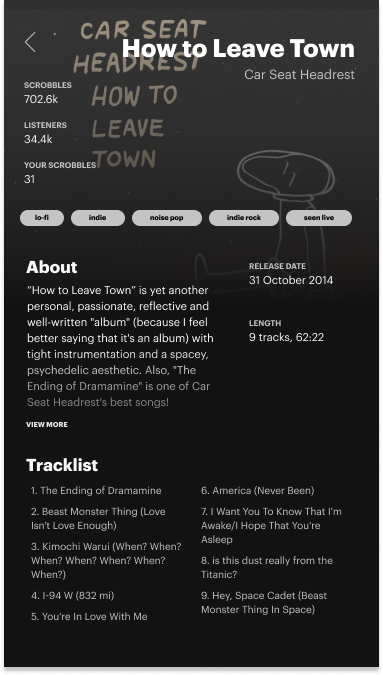 CAR SEAT
HEADREST
HOW TO
LEAVE
TOWN
How to Leave Town
Car Seat Headrest
SCROBBLES
702.6k
LISTENERS
34.4k
YOUR SCROBBLES
31
lo-fi
indie
noise pop
indie rock
seen live
About
"How to Leave Town" is yet another
personal, passionate, reflective and
well-written "album" (because I feel
better saying that it's an album) with
tight instrumentation and a spacey,
psychedelic aesthetic. Also, "The
Ending of Dramamine" is one of Car
Seat Headrest's best songs!
VIEW MORE
RELEASE DATE
31 October 2014
LENGTH
9 tracks, 62:22
Tracklist
1. The Ending of Dramamine
2. Beast Monster Thing (Love
Isn't Love Enough)
3. Kimochi Warui (When? When?
When? When? When? When?
When?)
4. I-94 W (832 mi)
5. You're In Love With Me
6. America (Never Been)
7. I Want You To Know That I'm
Awake/I Hope That You're
Asleep
8. is this dust really from the
Titanic?
9. Hey, Space Cadet (Beast
Monster Thing In Space)